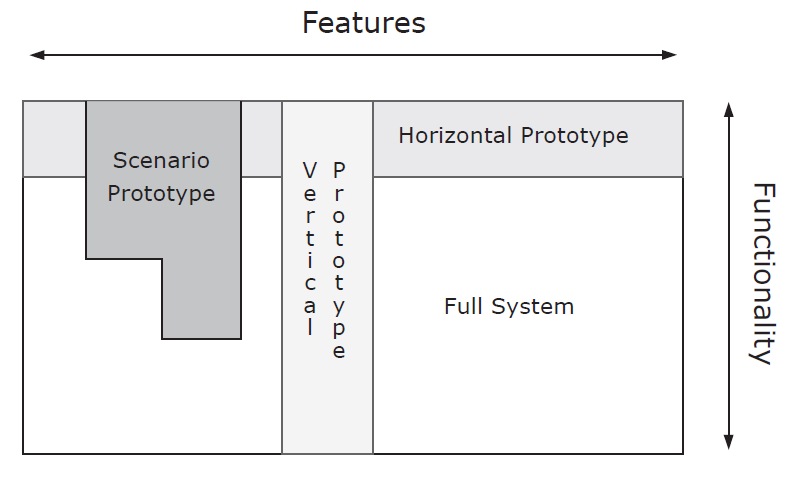 Features
Scenario
Prototype
Vertical
Prototype
Horizontal Prototype
Full System
Functionality